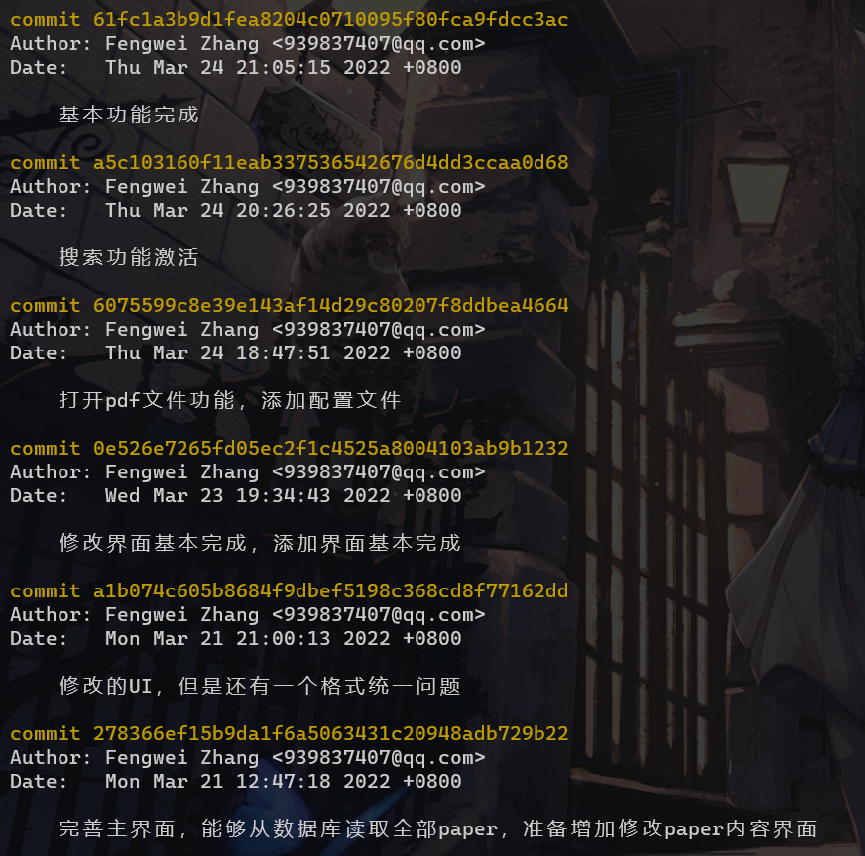 commit 61fc1a3b9d1fea8204c0710095f80fca9fdcc3ac
Author: Fengwei Zhang <939837407@qq.com>
Date:   Thu Mar 24 21:05:15 2022 +0800
基本功能完成
commit a5c103160f11eab337536542676d4dd3ccaa0d68
Author: Fengwei Zhang <939837407@qq.com>
Date:   Thu Mar 24 20:26:25 2022 +0800
搜索功能激活
commit 6075599c8e39e143af14d29c80207f8ddbea4664
Author: Fengwei Zhang <939837407@qq.com>
Date:   Thu Mar 24 18:47:51 2022 +0800
打开pdf文件功能，添加配置文件
commit 0e526e7265fd05ec2f1c4525a8004103ab9b1232
Author: Fengwei Zhang <939837407@qq.com>
Date:   Wed Mar 23 19:34:43 2022 +0800
修改界面基本完成，添加界面基本完成
commit a1b074c605b8684f9dbef5198c368cd8f77162dd
Author: Fengwei Zhang <939837407@qq.com>
Date:   Mon Mar 21 21:00:13 2022 +0800
修改的UI，但是还有一个格式统一问题
commit 278366ef15b9da1f6a5063431c20948adb729b22
Author: Fengwei Zhang <939837407@qq.com>
Date:   Mon Mar 21 12:47:18 2022 +0800
完善主界面，能够从数据库读取全部paper，准备增加修改paper内容界面